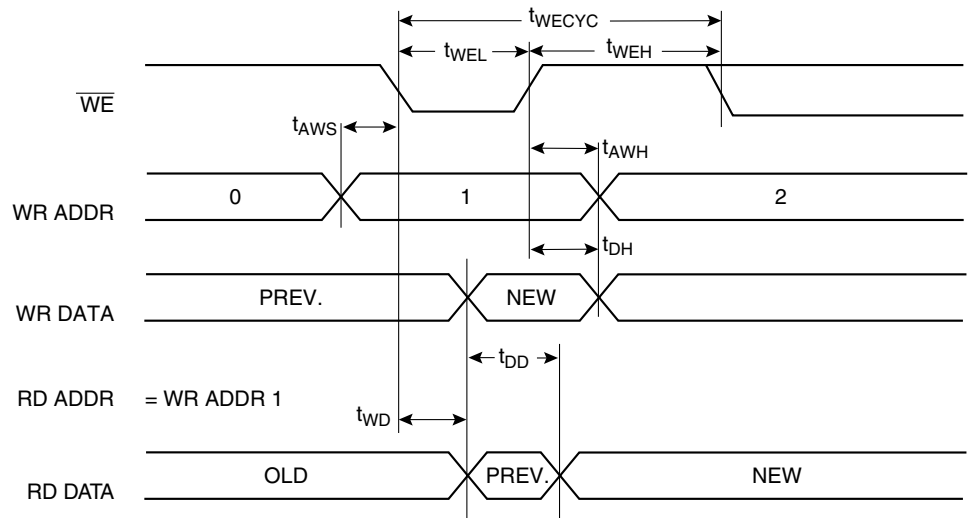 tWECYC
tWEL
tWEH
WE
tAWS
tAWH
WR ADDR
0
1
2
tDH
WR DATA
PREV.
NEW
tDD
RD ADDR = WR ADDR 1
tWD
RD DATA
OLD
PREV.
NEW